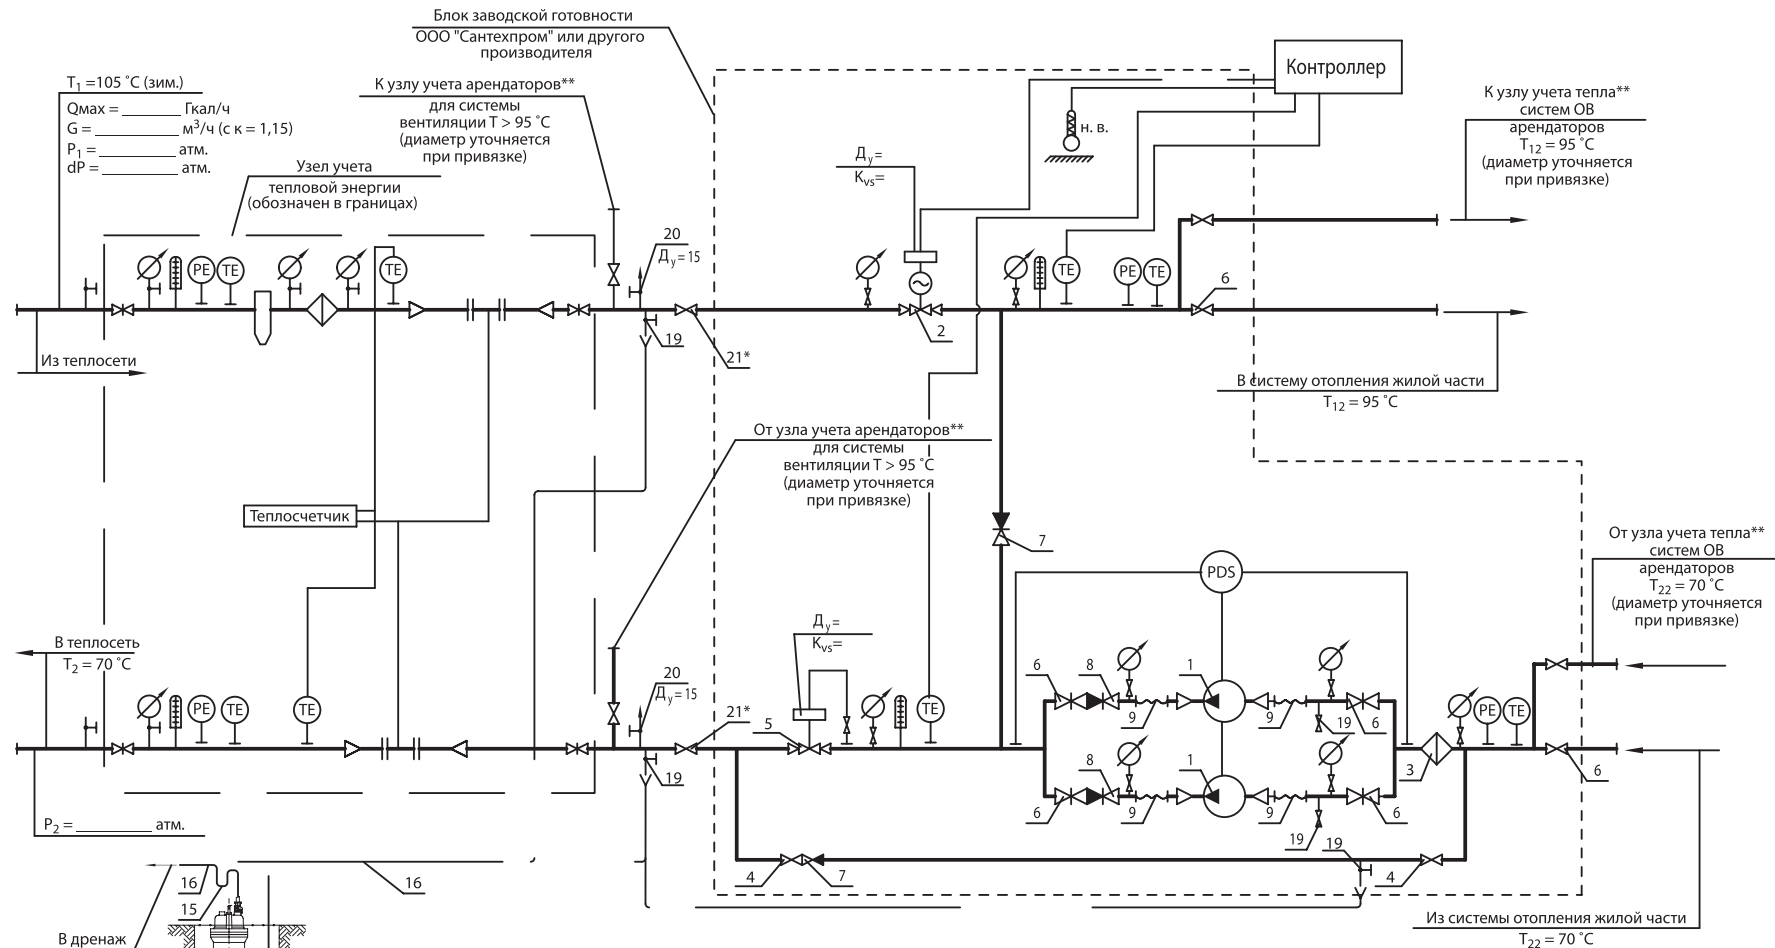 Блок заводской готовности
ООО "Сантехпром" или другого
производителя
Контроллер
T1 =105 ˚С (зим.)
Qмах = ________ Гкал/ч
G = ___________ м³/ч (с к = 1,15)
P1 = __________ атм.
dP = __________ атм.
К узлу учета арендаторов**
для системы
вентиляции Т > 95 ˚С
(диаметр уточняется
при привязке)
К узлу учета тепла**
систем ОВ
арендаторов
T12 = 95 ˚С
(диаметр уточняется
при привязке)
н. в.
Узел учета
тепловой энергии
(обозначен в границах)
Ду=
Kvs=
20
Ду = 15
PE
TE
TE
TE
PE
TE
6
2
19
21*
Из теплосети
В систему отопления жилой части
T12 = 95 ˚С
От узла учета арендаторов**
для системы
вентиляции Т > 95 ˚С
(диаметр уточняется
при привязке)
Теплосчетчик
7
От узла учета тепла**
систем ОВ
арендаторов
T22 = 70 ˚С
(диаметр уточняется
при привязке)
PDS
В теплосеть
T2 = 70 ˚С
Ду=
Kvs=
20
Ду = 15
6
8
1
PE
TE
TE
21*
5
TE
9
9
19
6
PE
TE
19
8
1
3
6
6
9
9
19
6
19
P2 = __________ атм.
16
16
15
4
7
4
Из системы отопления жилой части
T22 = 70 ˚С
В дренаж